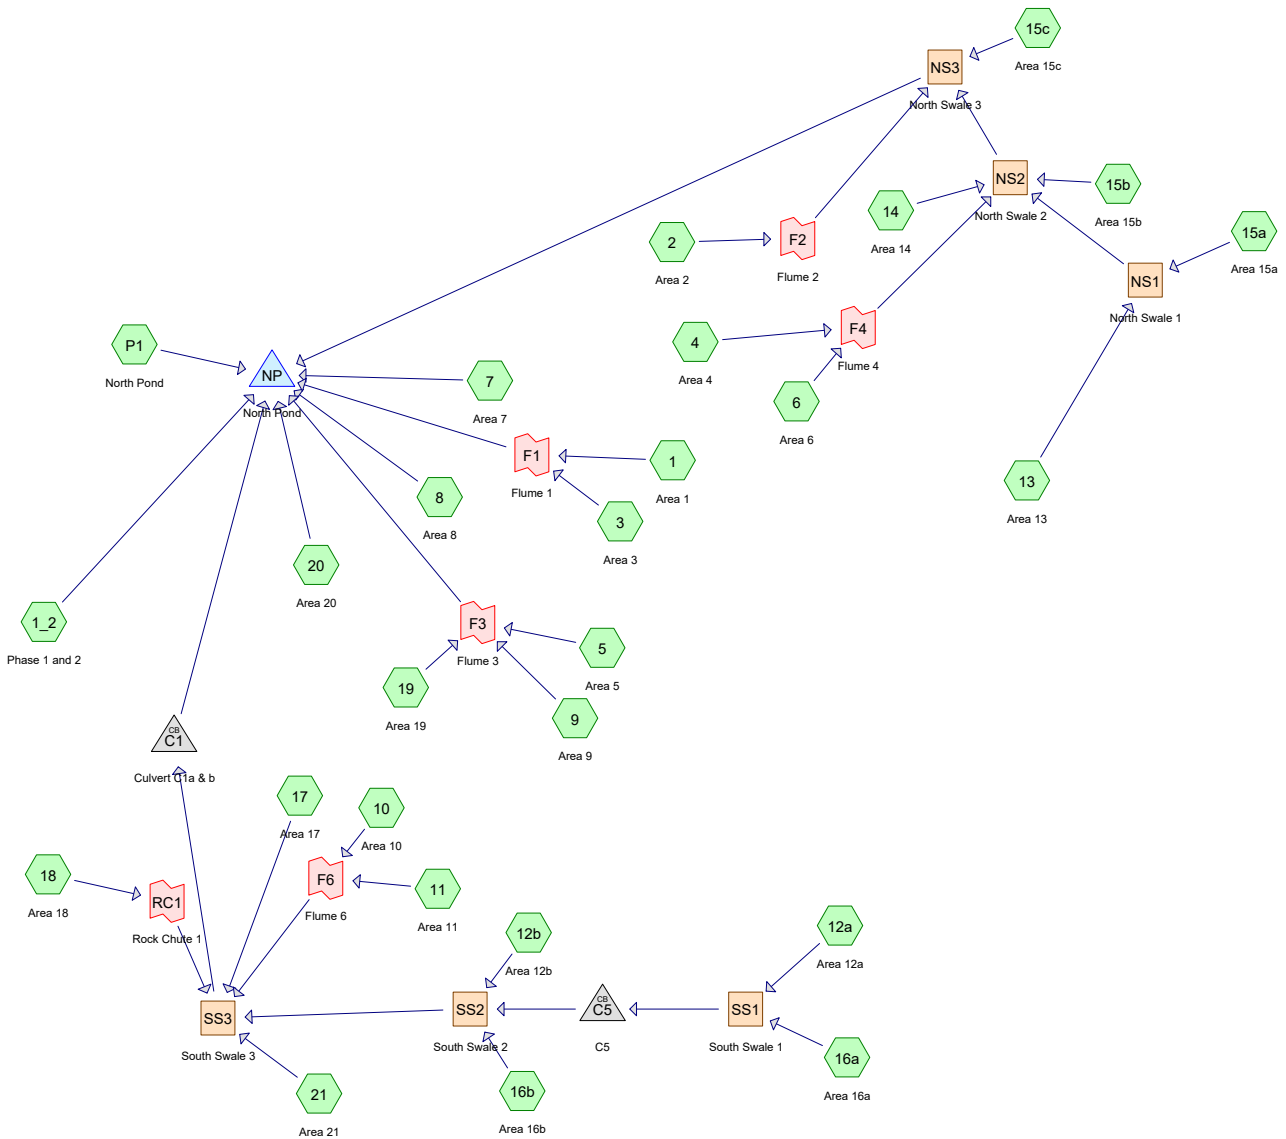 15c
Area 15c
NS3
North Swale 3
NS2
North Swale 2
15b
Area 15b
14
Area 14
15a
Area 15a
NS1
North Swale 1
2
Area 2
F2
Flume 2
4
Area 4
F4
Flume 4
6
Area 6
P1
North Pond
NP
North Pond
7
Area 7
F1
Flume 1
1
Area 1
13
Area 13
8
Area 8
3
Area 3
20
Area 20
1_2
Phase 1 and 2
F3
Flume 3
5
Area 5
19
Area 19
9
Area 9
CB
C1
Culvert C1a & b
17
Area 17
10
Area 10
18
Area 18
RC1
Rock Chute 1
F6
Flume 6
11
Area 11
12b
Area 12b
12a
Area 12a
SS3
South Swale 3
SS2
South Swale 2
CB
C5
C5
SS1
South Swale 1
16a
Area 16a
21
Area 21
16b
Area 16b